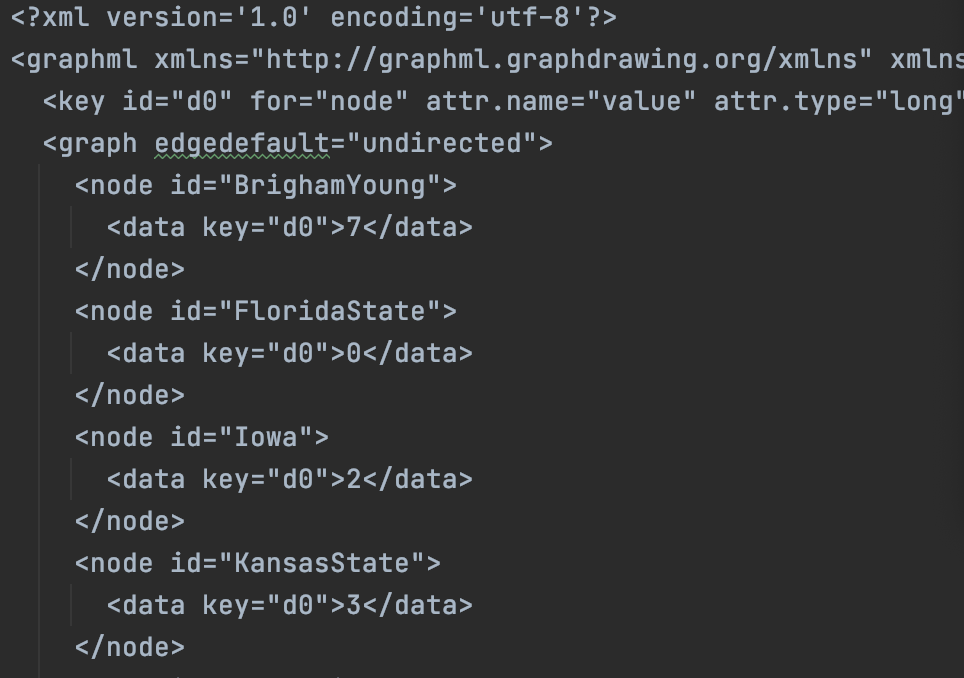 <?xml version='1.0' encoding='utf-8'?>
<graphml xmlns="http://graphml.graphdrawing.org/xmlns" xmlns
<key id="d0" for="node" attr.name="value" attr.type="long"
<graph edgedefault="undirected">
<node id="BrighamYoung">
<data key="d0">7</data>
</node>
<node id="FloridaState">
<data key="d0">0</data>
</node>
<node id="Iowa">
<data key="d0">2</data>
</node>
<node id="KansasState">
<data key="d0">3</data>
</node>